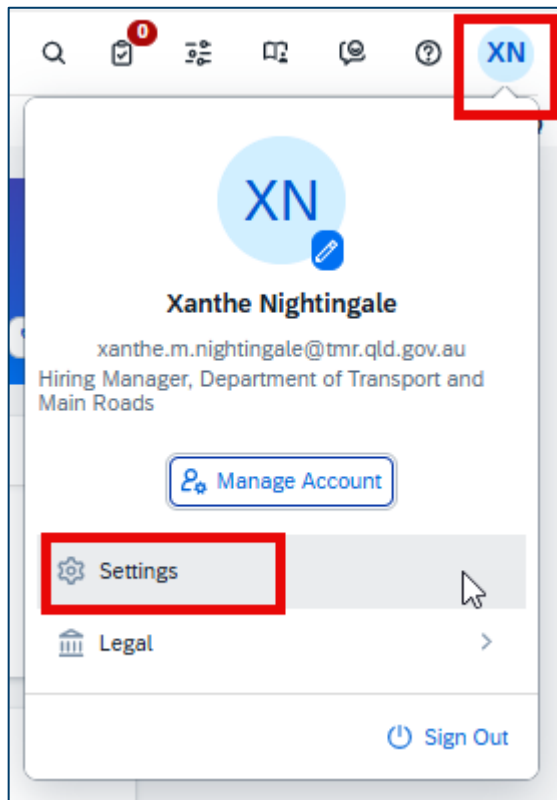 0
XN
XN
Xanthe Nightingale
xanthe.m.nightingale@tmr.qld.gov.au
Hiring Manager, Department of Transport and
Main Roads
Manage Account
Settings
Legal
Sign Out